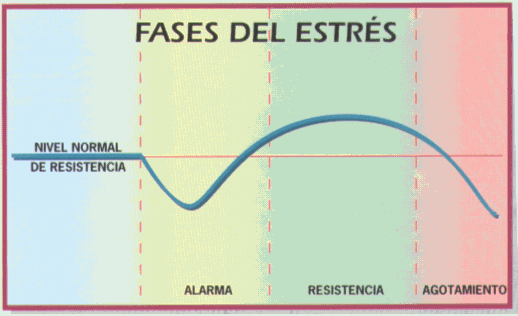 FASES DEL ESTRÉS
NIVEL NORMAL
DE RESISTENCIA
ALARMA
RESISTENCIA
AGOTAMIENTO